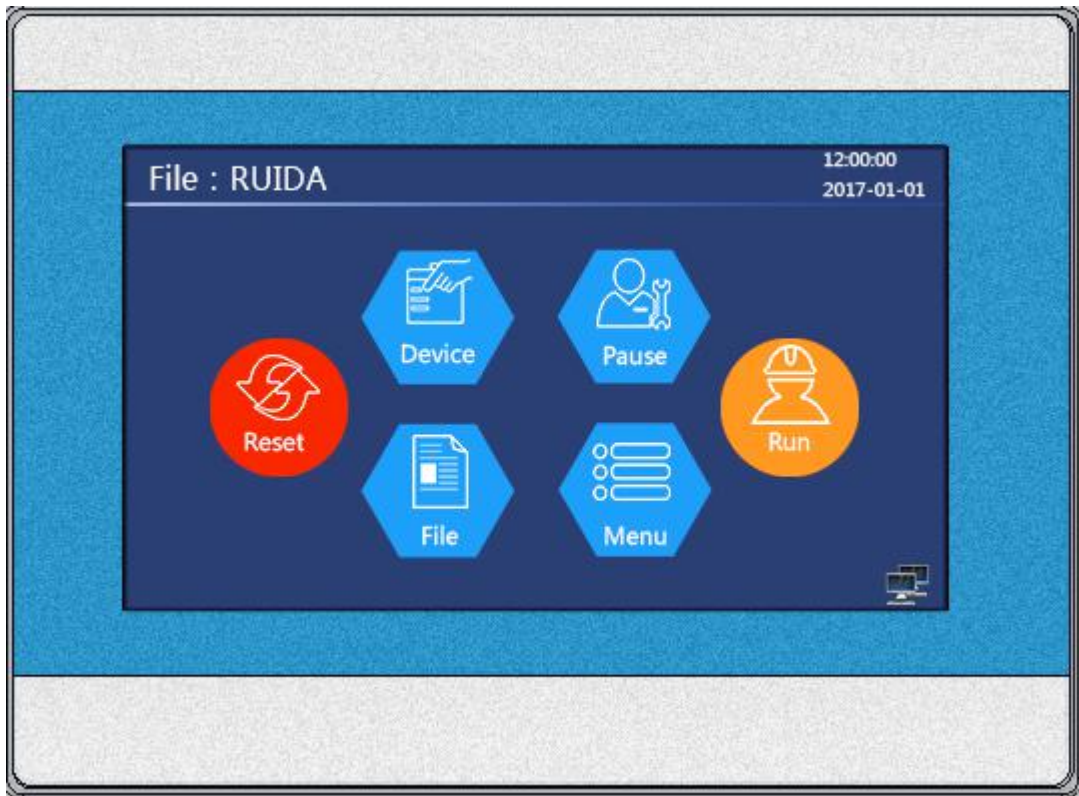 File : RUIDA
12:00:00
2017-01-01
Device
Pause
Reset
Run
File
Menu